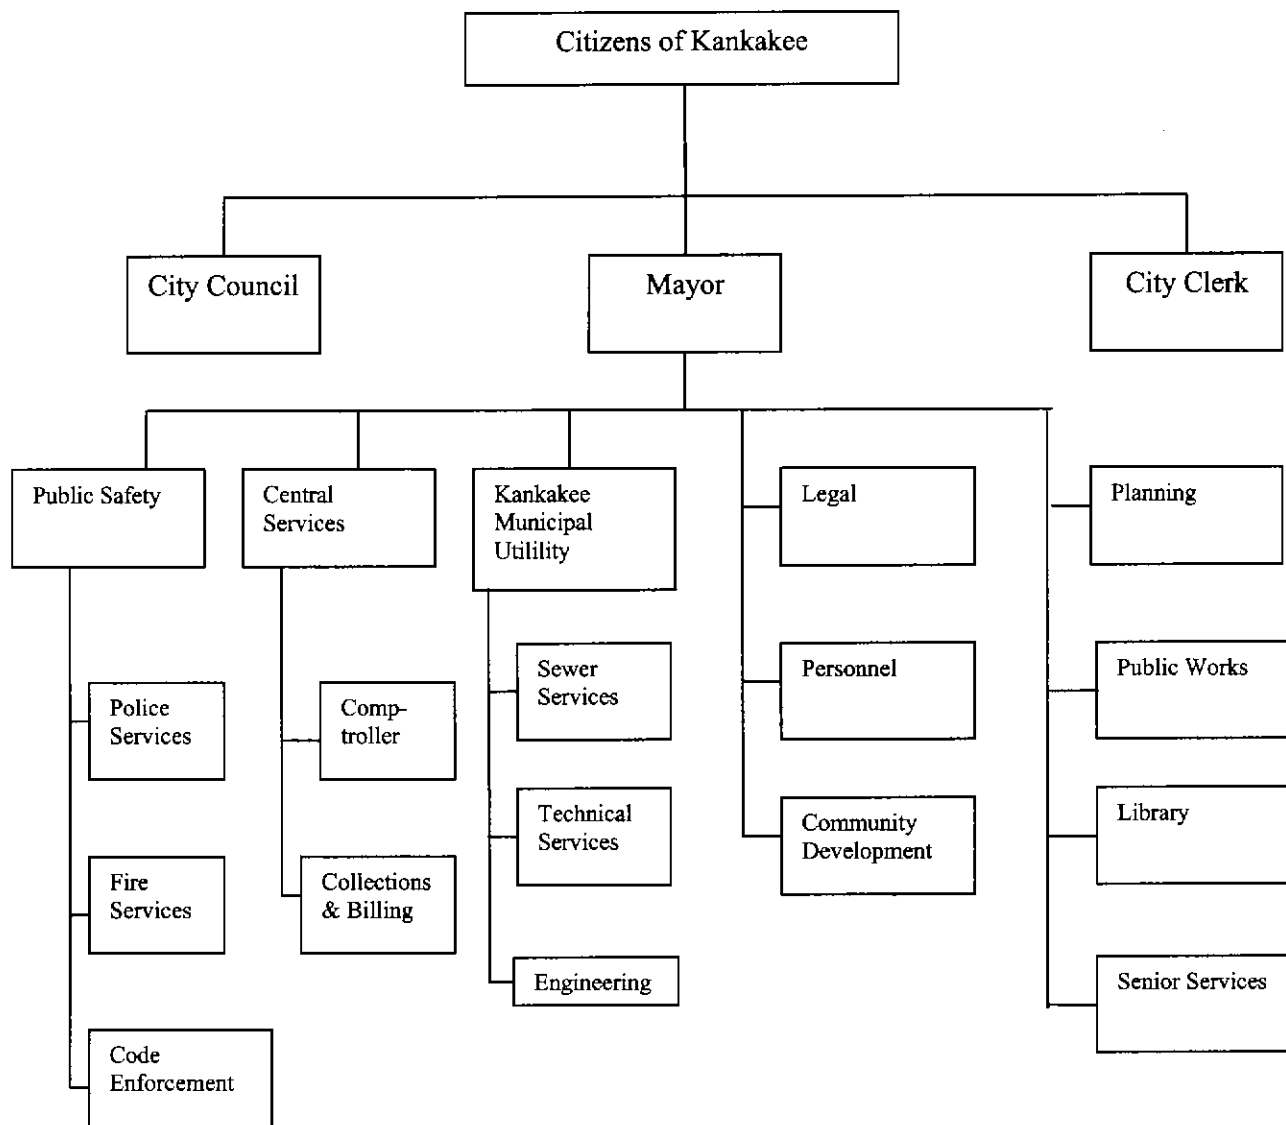 Citizens of Kankakee
City Council
Mayor
City Clerk
Public Safety
Central
Services
Kankakee
Municipal
Utilility
Legal
Planning
Police
Services
Comp-
troller
Sewer
Services
Personnel
Public Works
Fire
Services
Collections
& Billing
Technical
Services
Community
Development
Library
Code
Enforcement
Engineering
Senior Services